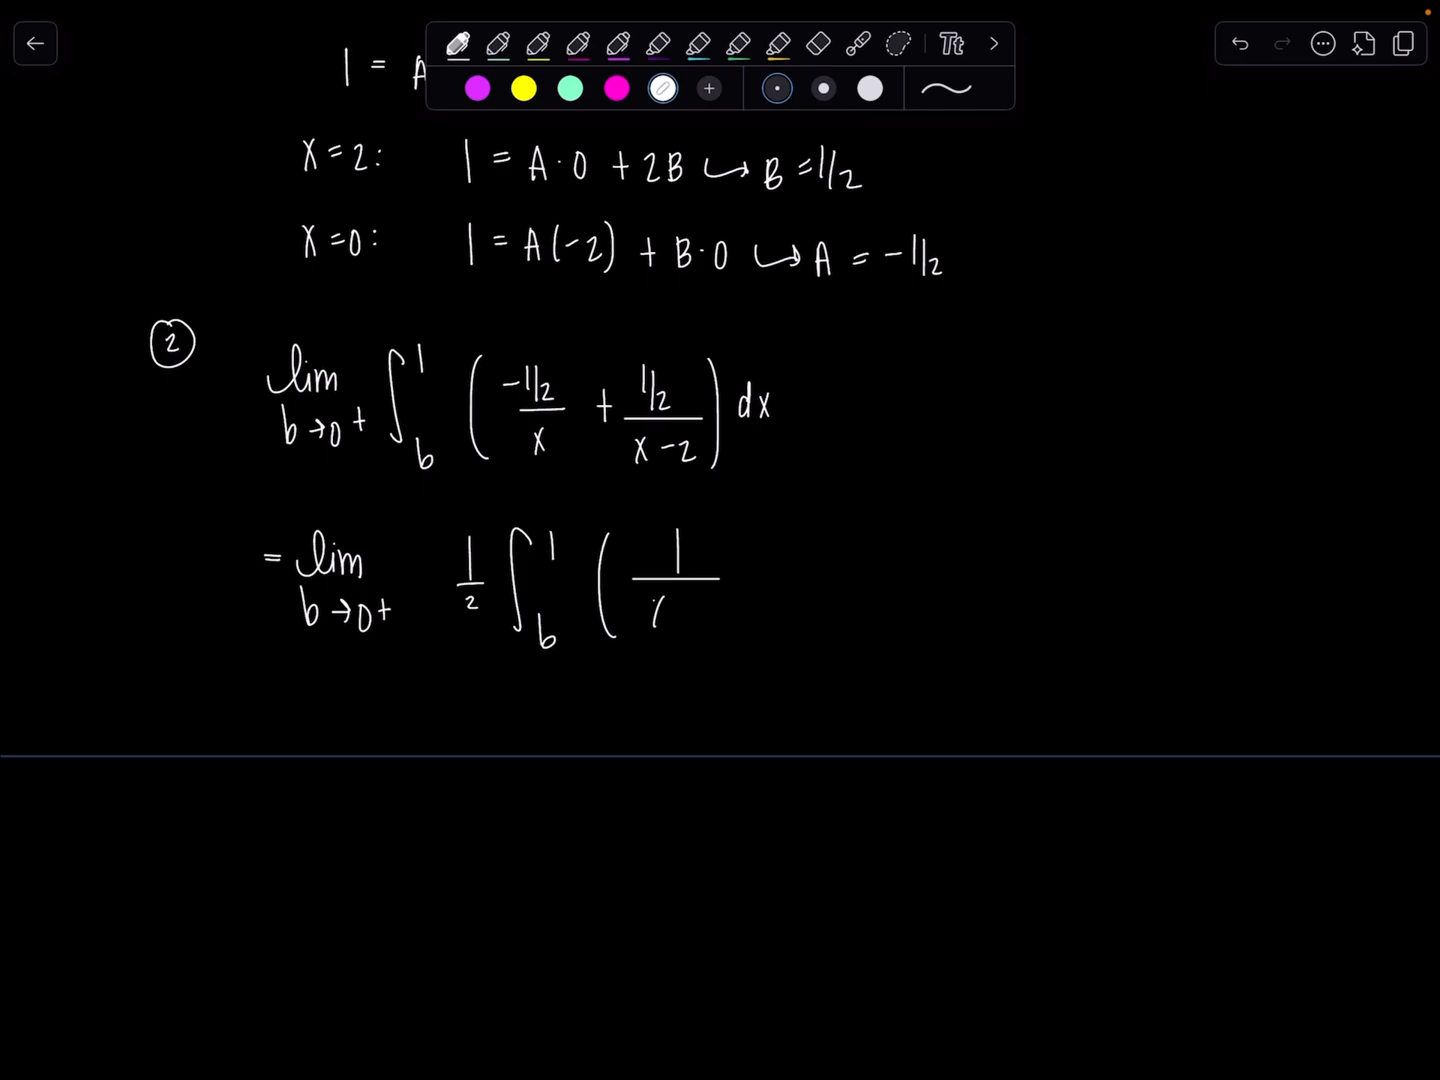 Tt
1 = A
x=2: 1 = A·0 + 2B ↪ B = 1/2
x=0: 1 = A(-2) + B·0 ↪ A = -1/2
② lim b→0+ ∫_b^1 ( (-1/2)/x + (1/2)/(x-2) ) dx
= lim b→0+ 1/2 ∫_b^1 ( 1/